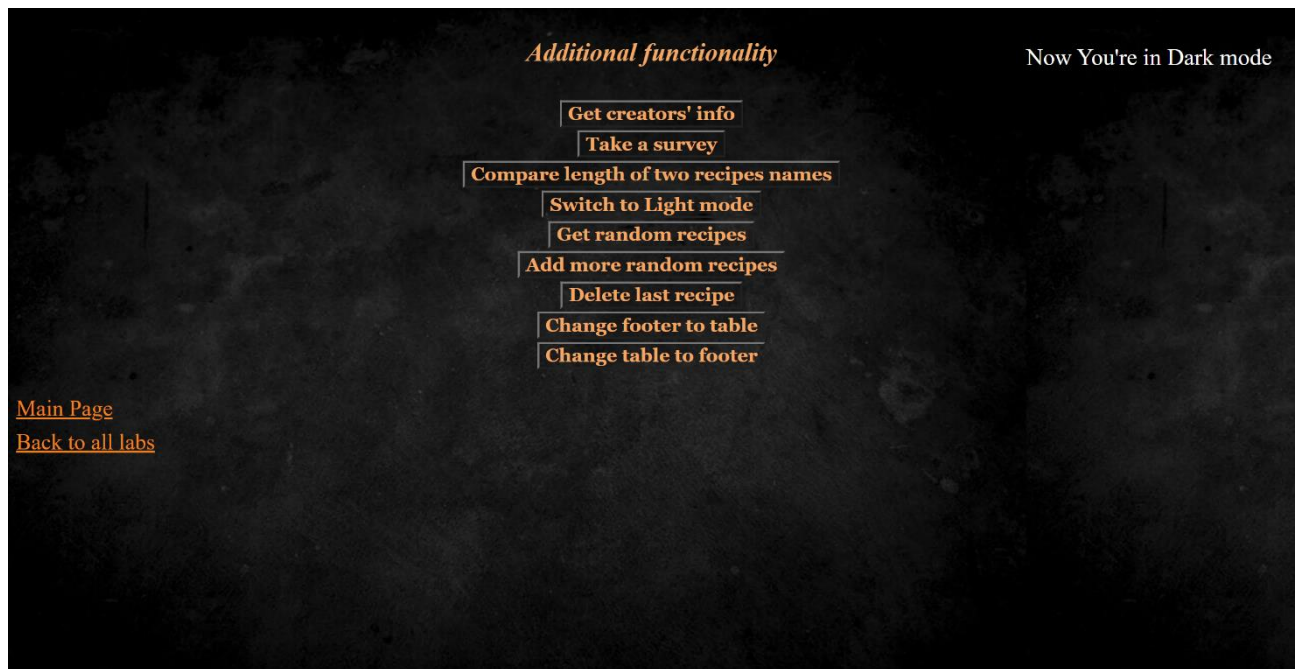 Additional functionality
Now You're in Dark mode
Get creators' info
Take a survey
Compare length of two recipes names
Switch to Light mode
Get random recipes
Add more random recipes
Delete last recipe
Change footer to table
Change table to footer
Main Page
Back to all labs